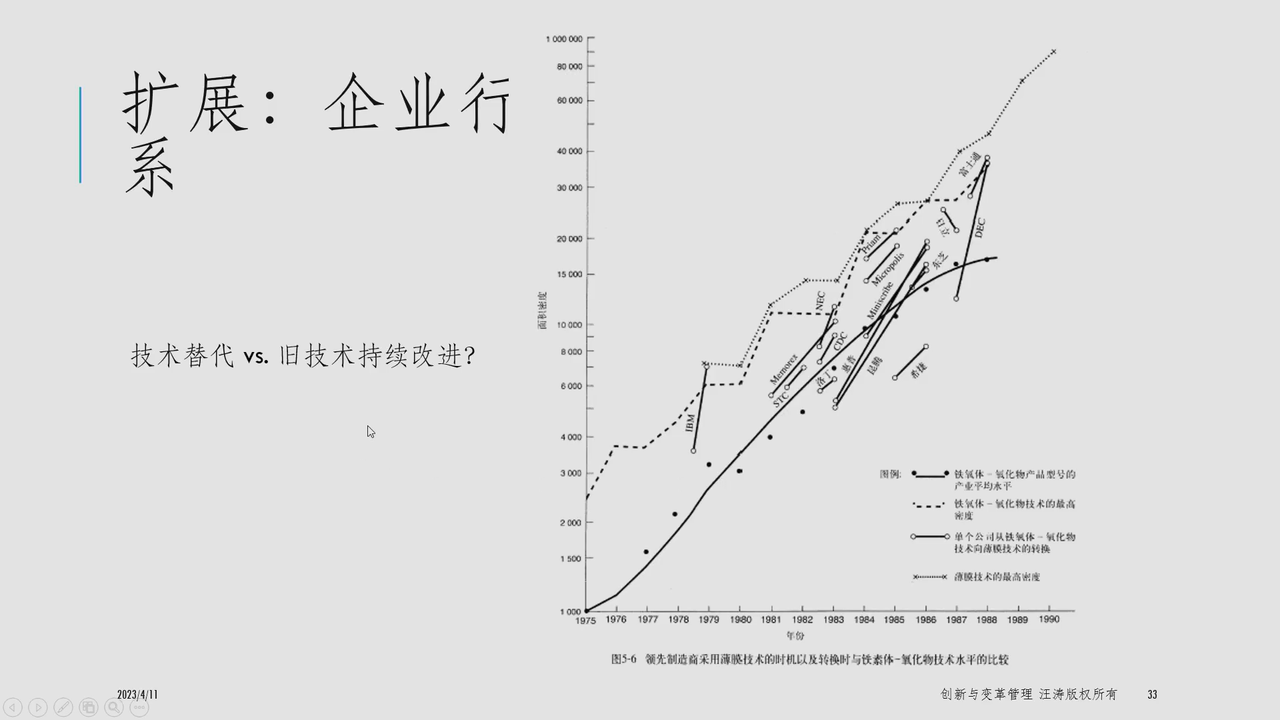 扩展：企业行
系
技术替代 vs. 旧技术持续改进?
面积密度
1 000 000
80 000
60 000
40 000
30 000
20 000
15 000
10 000
8 000
6 000
4 000
3 000
2 000
1 500
1 000
1975 1976 1977 1978 1979 1980 1981 1982 1983 1984 1985 1986 1987 1988 1989 1990
年份
IBM
Memorex
STC
NEC
CDC
洛丁
惠普
昆腾
Priam
Micropolis
Miniscribe
希捷
东芝
立日
富士通
DEC
图例:
铁氧体－氧化物产品型号的
产业平均水平
铁氧体－氧化物技术的最高
密度
单个公司从铁氧体－氧化物
技术向薄膜技术的转换
薄膜技术的最高密度
图5-6 领先制造商采用薄膜技术的时机以及转换时与铁素体-氧化物技术水平的比较
2023/4/11
创新与变革管理 汪涛版权所有
33